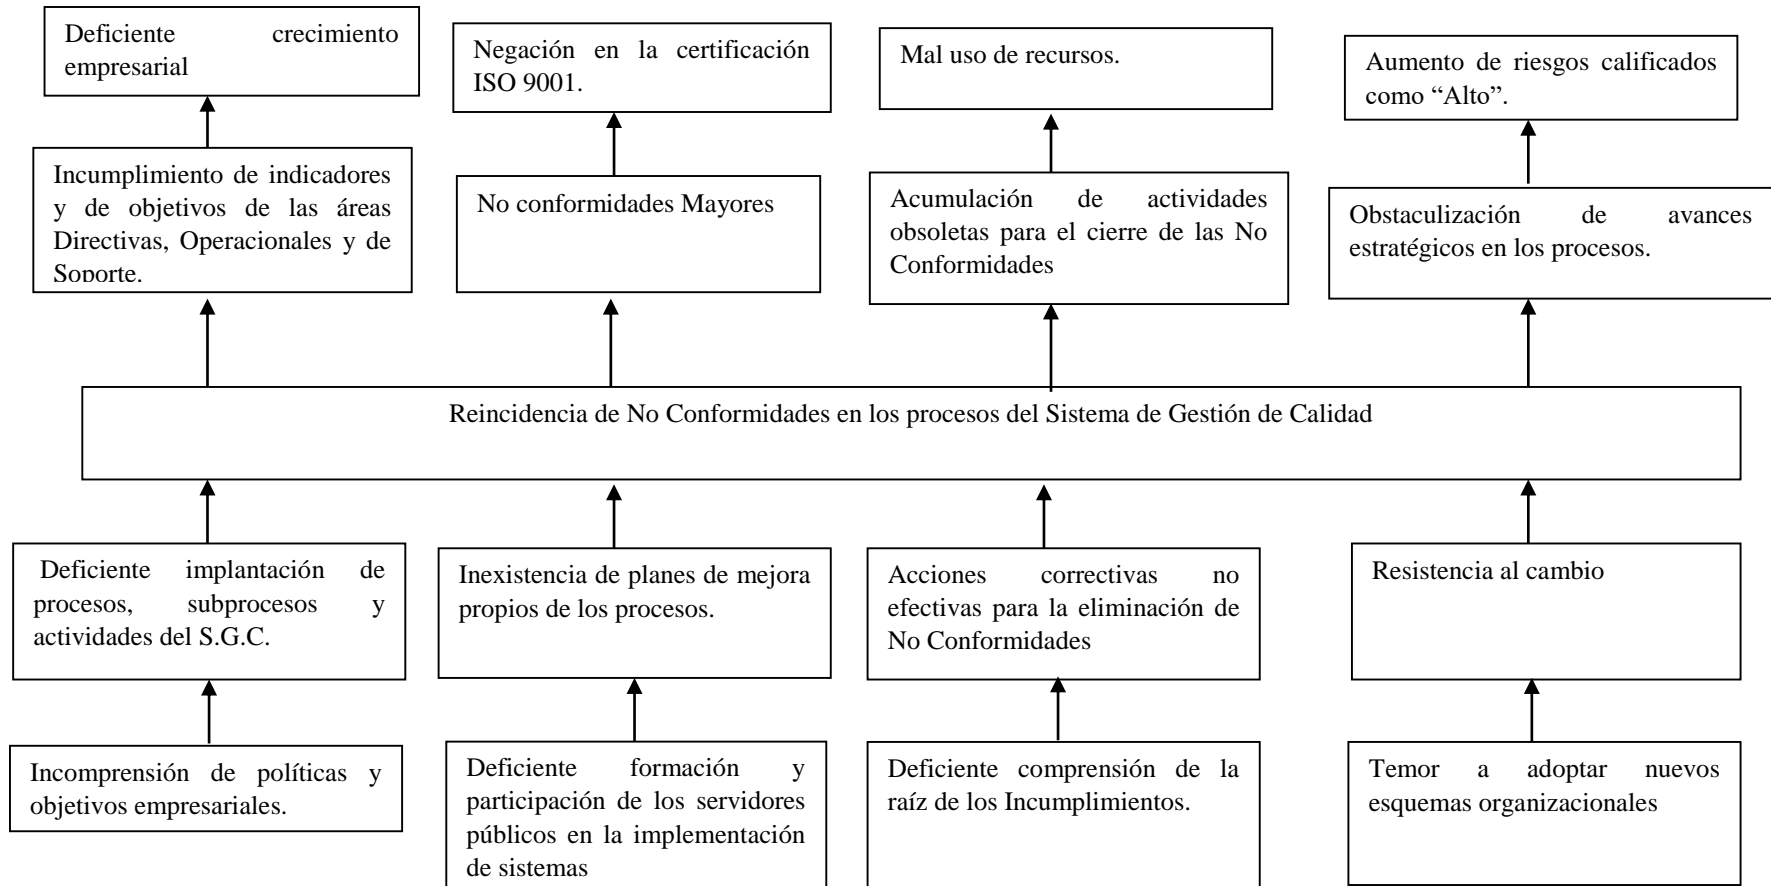 Deficiente crecimiento
empresarial
Negación en la certificación
ISO 9001.
Mal uso de recursos.
Aumento de riesgos calificados
como “Alto”.
Incumplimiento de indicadores
y de objetivos de las áreas
Directivas, Operacionales y de
Soporte.
No conformidades Mayores
Acumulación de actividades
obsoletas para el cierre de las No
Conformidades
Obstaculización de avances
estratégicos en los procesos.
Reincidencia de No Conformidades en los procesos del Sistema de Gestión de Calidad
Deficiente implantación de
procesos, subprocesos y
actividades del S.G.C.
Inexistencia de planes de mejora
propios de los procesos.
Acciones correctivas no
efectivas para la eliminación de
No Conformidades
Resistencia al cambio
Incomprensión de políticas y
objetivos empresariales.
Deficiente formación y
participación de los servidores
públicos en la implementación
de sistemas
Deficiente comprensión de la
raíz de los Incumplimientos.
Temor a adoptar nuevos
esquemas organizacionales